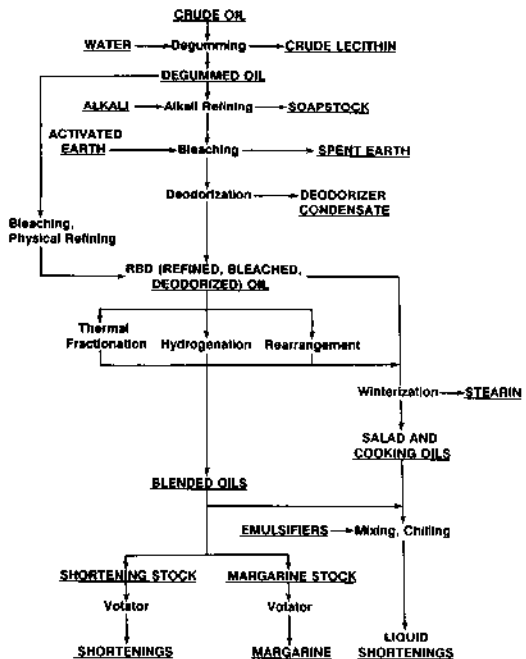 CRUDE OIL
WATER Degumming CRUDE LECITHIN
DEGUMMED OIL
ALKALI Alkali Refining SOAPSTOCK
ACTIVATED
EARTH Bleaching SPENT EARTH
Deodorization DEODORIZER
CONDENSATE
Bleaching,
Physical Refining
RBD (REFINED, BLEACHED,
DEODORIZED) OIL
Thermal
Fractionation Hydrogenation Rearrangement
Winterization STEARIN
SALAD AND
COOKING OILS
BLENDED OILS
EMULSIFIERS Mixing, Chilling
SHORTENING STOCK MARGARINE STOCK
Votator Votator
SHORTENINGS MARGARINE
LIQUID
SHORTENINGS